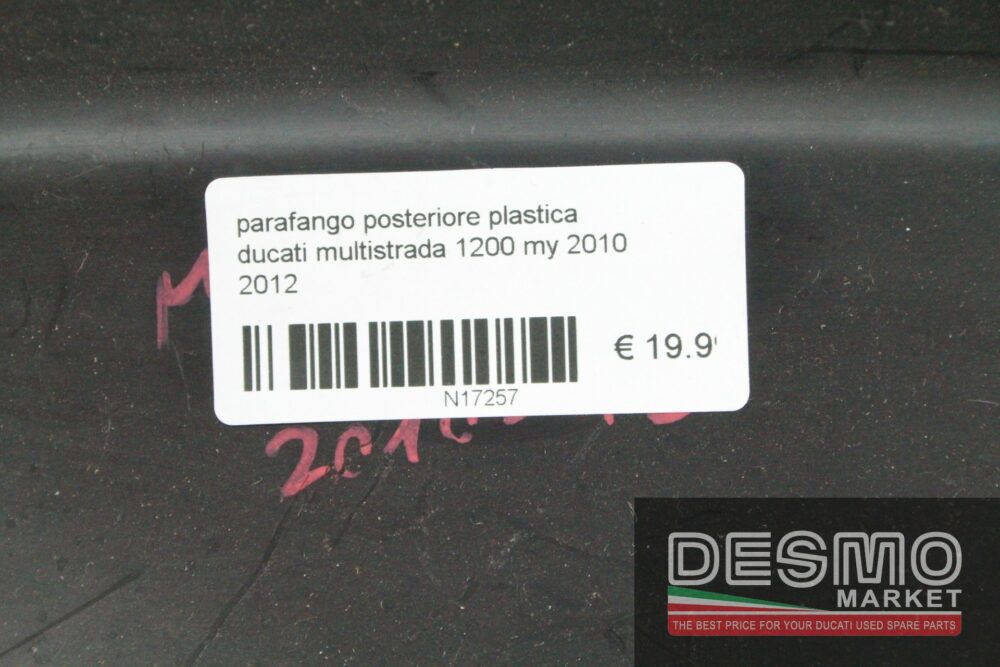 parafango posteriore plastica
ducati multistrada 1200 my 2010
2012
€ 19.9
N17257
DESMO
MARKET
THE BEST PRICE FOR YOUR DUCATI USED SPARE PARTS